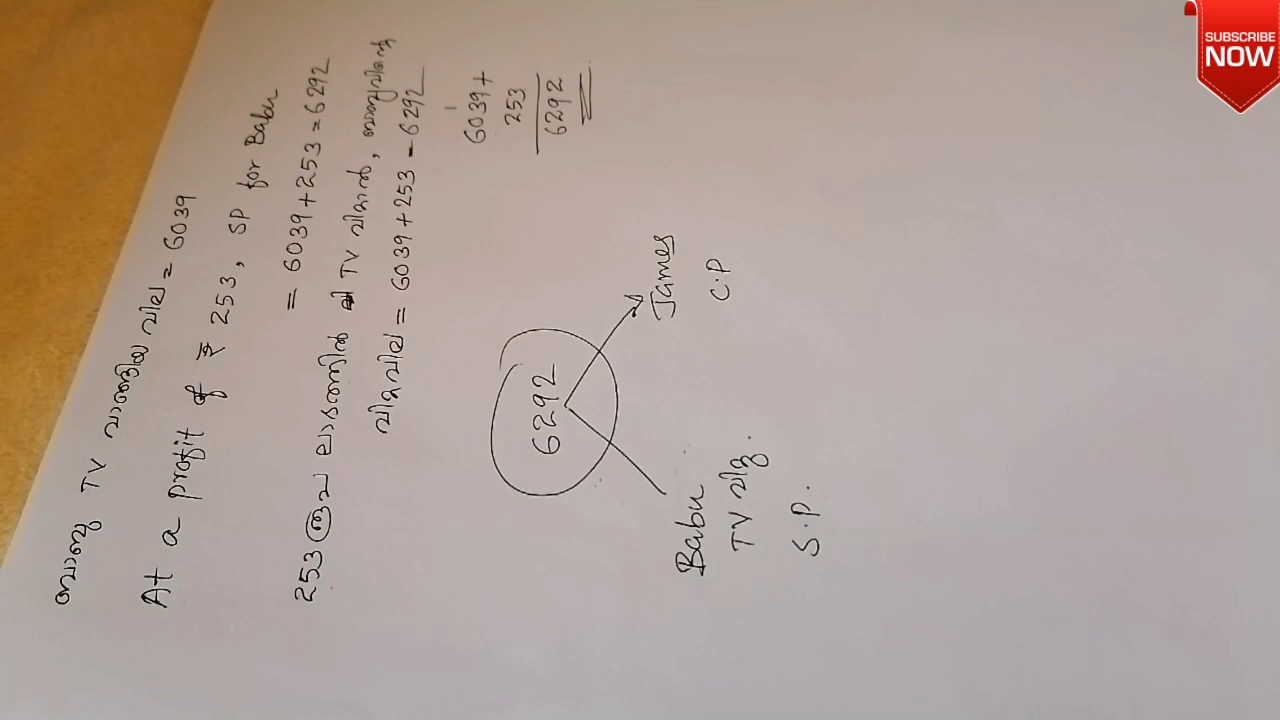 ബാബു TV വാങ്ങിയ വില = 6039
At a profit of ₹ 253, SP for Babu
= 6039 + 253 = 6292
253 രൂപ ലാഭത്തിൽ TV വിറ്റാൽ, ബാബുവിന്റെ
വിറ്റവില = 6039 + 253 = 6292
1
6039 +
253
6292
6292
James
C.P
Babu
TV വിറ്റു.
S.P.
SUBSCRIBE
NOW